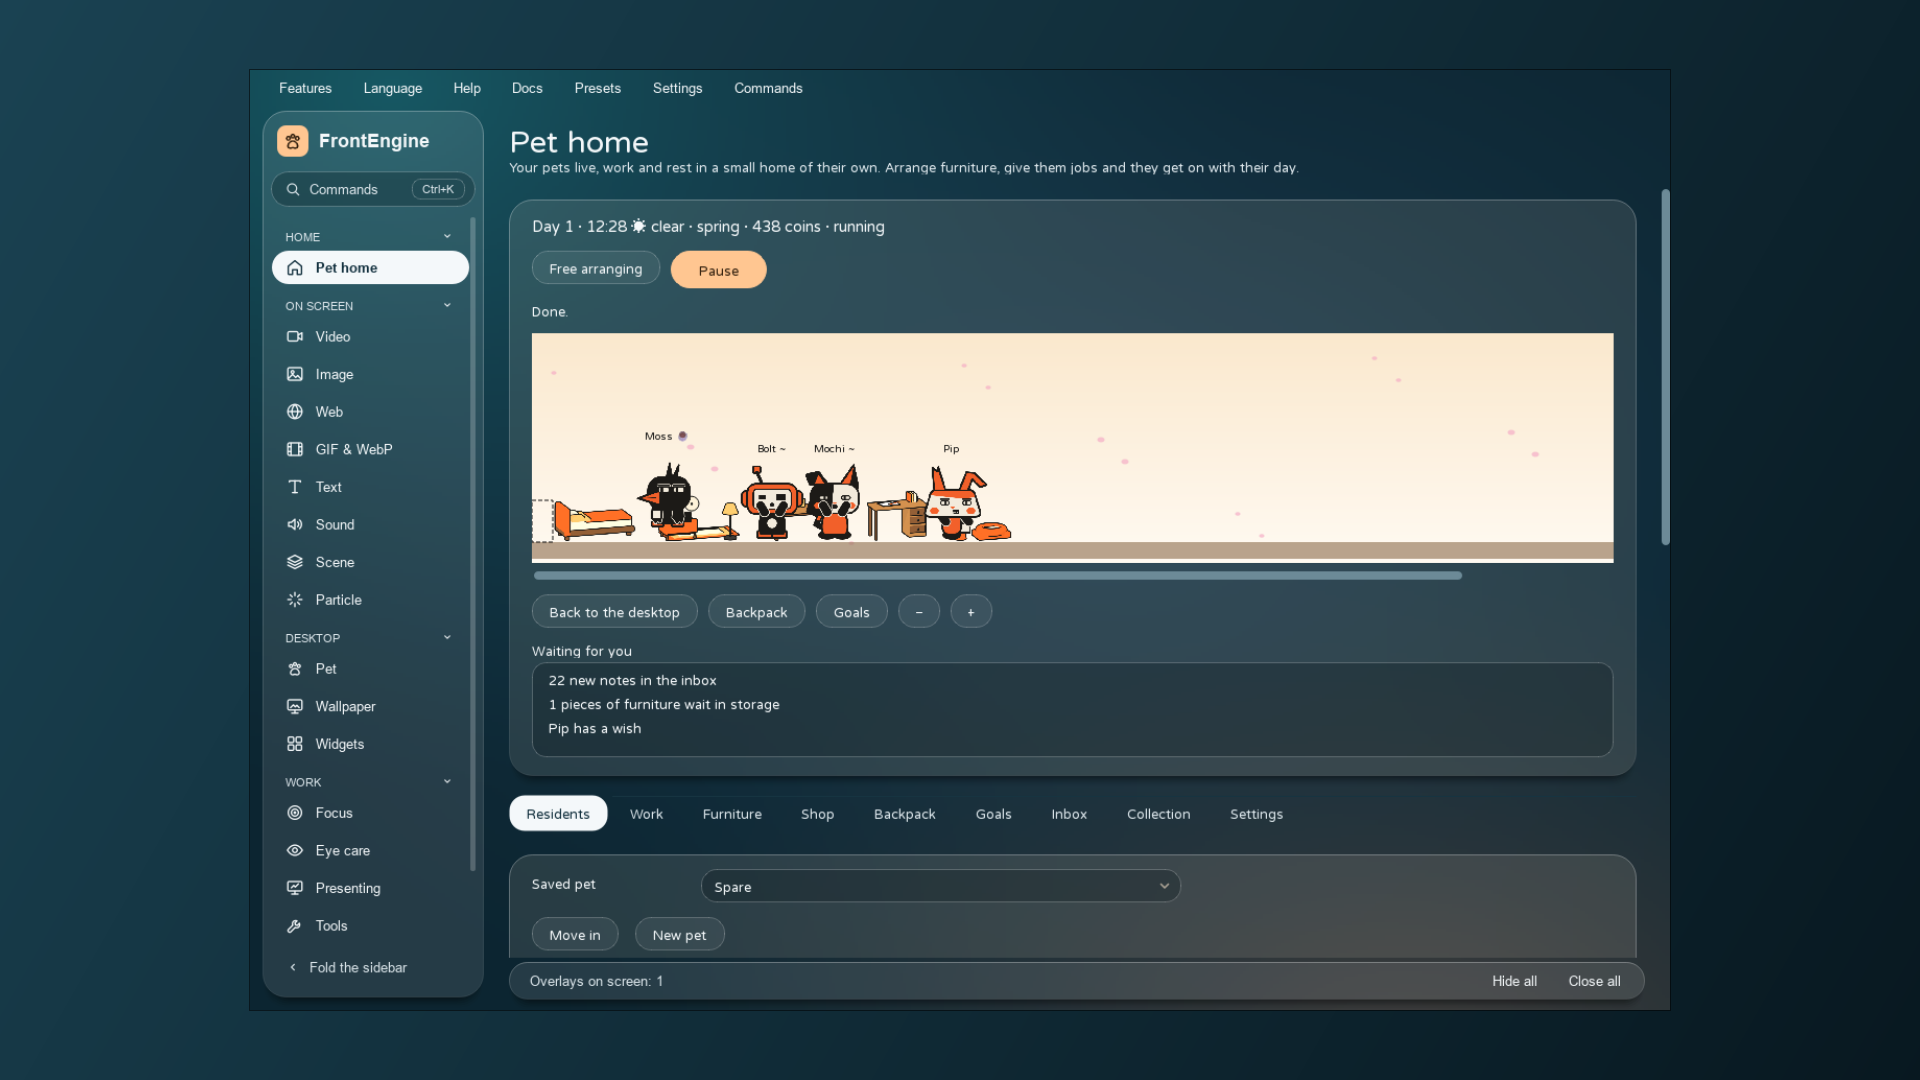 Features Language Help Docs Presets Settings Commands
FrontEngine
Commands Ctrl+K
HOME
Pet home
ON SCREEN
Video
Image
Web
GIF & WebP
Text
Sound
Scene
Particle
DESKTOP
Pet
Wallpaper
Widgets
WORK
Focus
Eye care
Presenting
Tools
Fold the sidebar
Pet home
Your pets live, work and rest in a small home of their own. Arrange furniture, give them jobs and they get on with their day.
Day 1 · 12:28 ☀ clear · spring · 438 coins · running
Free arranging Pause
Done.
Moss
Bolt ~ Mochi ~ Pip
Back to the desktop Backpack Goals − +
Waiting for you
22 new notes in the inbox
1 pieces of furniture wait in storage
Pip has a wish
Residents Work Furniture Shop Backpack Goals Inbox Collection Settings
Saved pet Spare
Move in New pet
Overlays on screen: 1 Hide all Close all